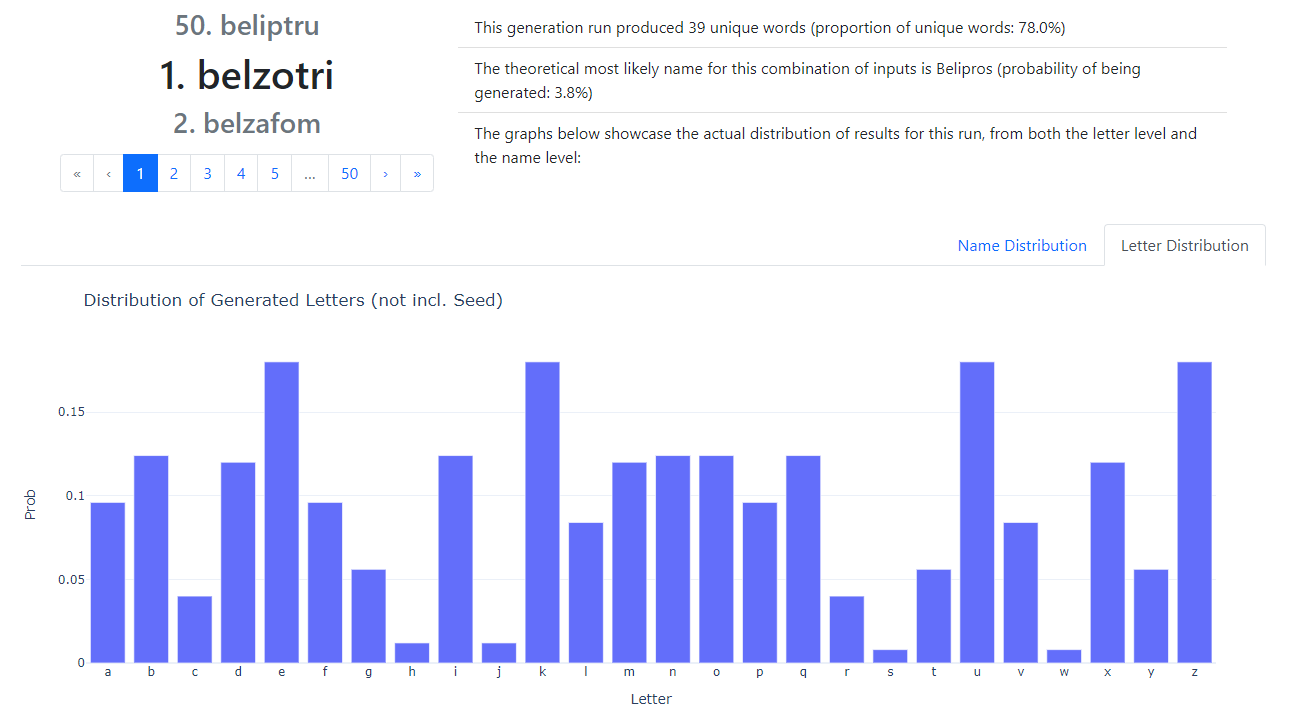 50. beliptru
1. belzotri
2. belzafom
« ‹ 1 2 3 4 5 ... 50 › »
This generation run produced 39 unique words (proportion of unique words: 78.0%)
The theoretical most likely name for this combination of inputs is Belipros (probability of being
generated: 3.8%)
The graphs below showcase the actual distribution of results for this run, from both the letter level and
the name level:
Name Distribution Letter Distribution
Distribution of Generated Letters (not incl. Seed)
Prob
0.15
0.1
0.05
0
a b c d e f g h i j k l m n o p q r s t u v w x y z
Letter